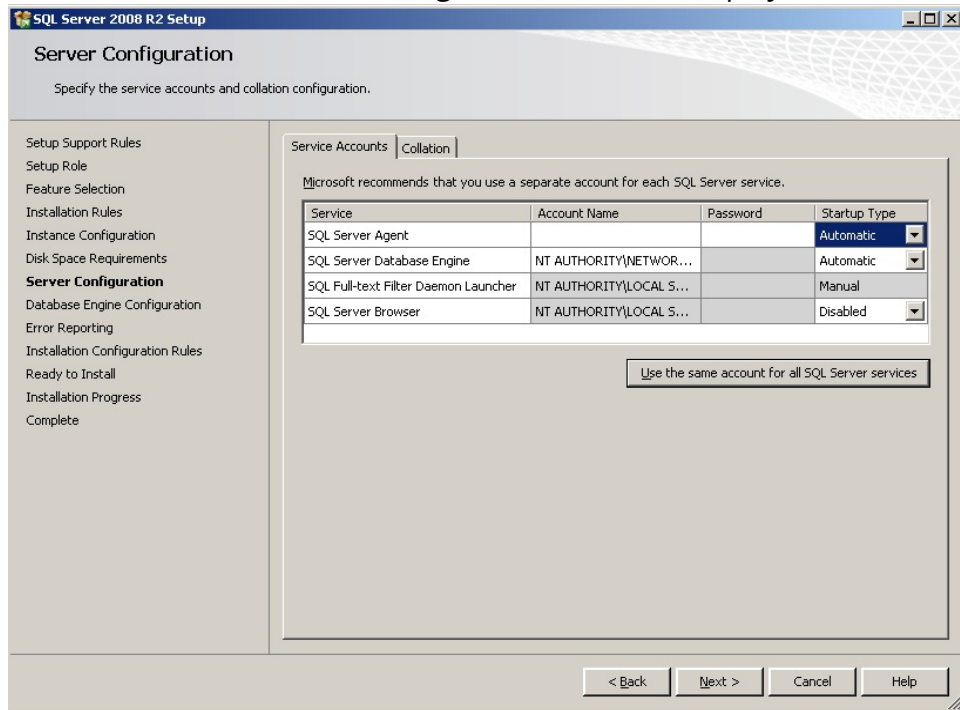 SQL Server 2008 R2 Setup
Server Configuration
Specify the service accounts and collation configuration.
Setup Support Rules
Setup Role
Feature Selection
Installation Rules
Instance Configuration
Disk Space Requirements
Server Configuration
Database Engine Configuration
Error Reporting
Installation Configuration Rules
Ready to Install
Installation Progress
Complete
Service Accounts Collation
Microsoft recommends that you use a separate account for each SQL Server service.
Service Account Name Password Startup Type
SQL Server Agent Automatic
SQL Server Database Engine NT AUTHORITY\NETWOR... Automatic
SQL Full-text Filter Daemon Launcher NT AUTHORITY\LOCAL S... Manual
SQL Server Browser NT AUTHORITY\LOCAL S... Disabled
Use the same account for all SQL Server services
< Back Next > Cancel Help